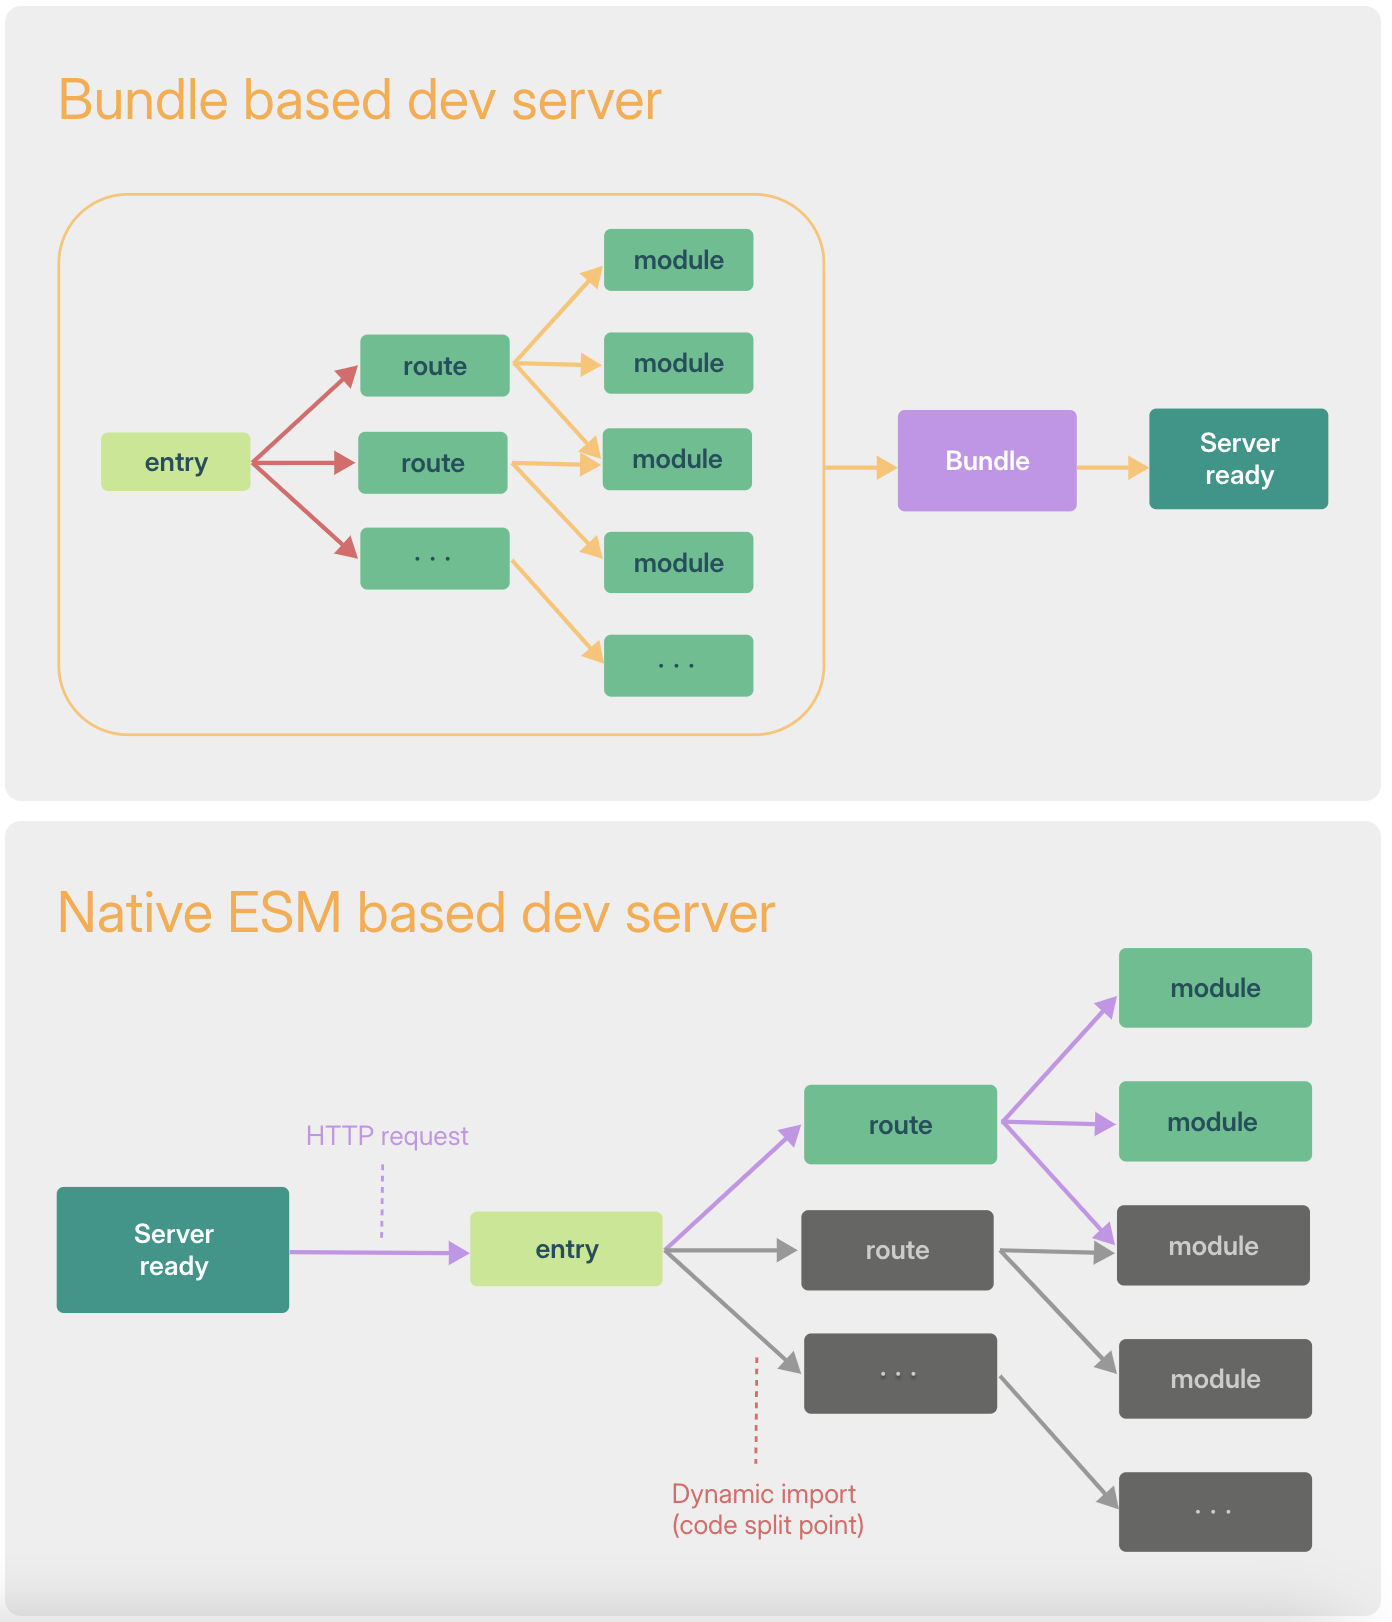 Bundle based dev server
module
route
module
entry
route
module
Bundle
Server
ready
· · ·
module
· · ·
Native ESM based dev server
module
HTTP request
route
module
Server
ready
entry
route
module
· · ·
module
Dynamic import
(code split point)
· · ·